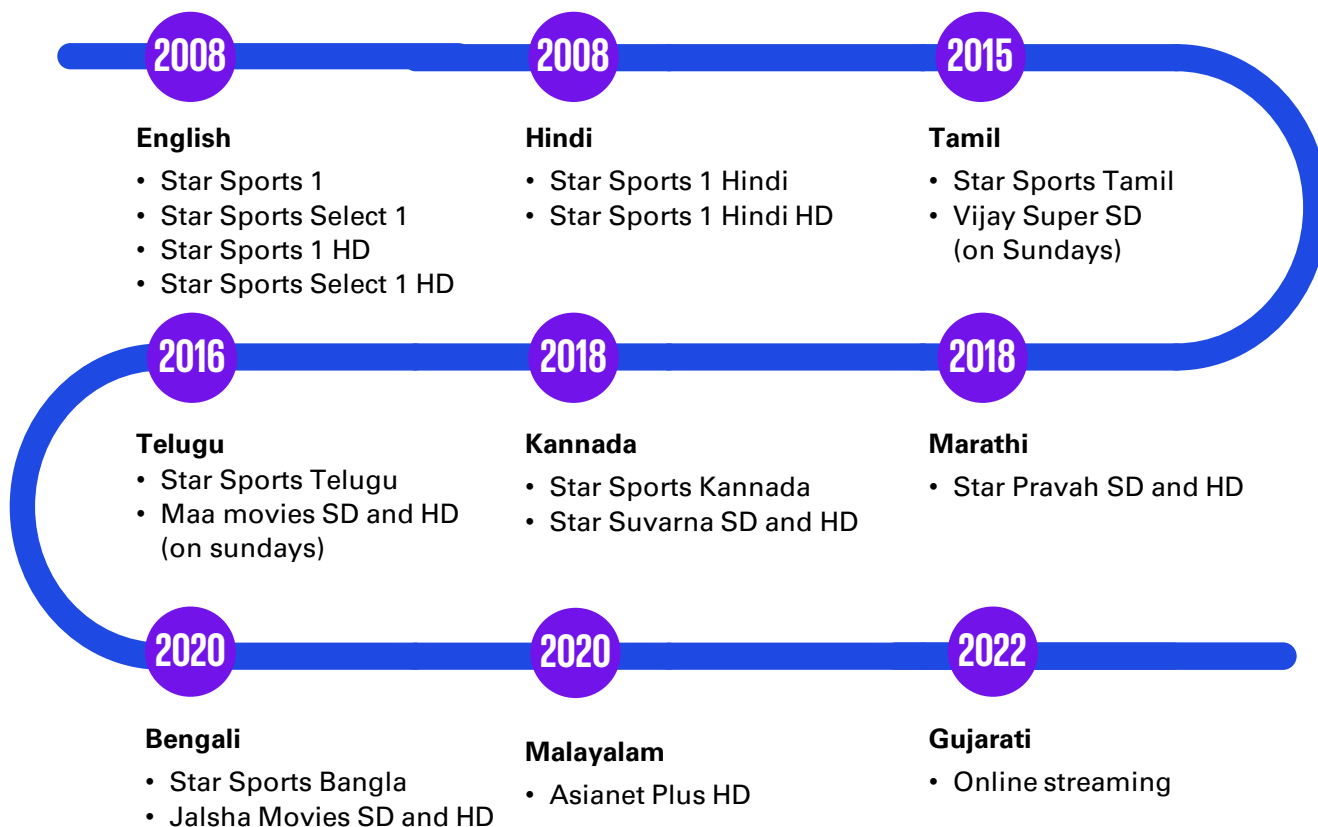 2008
English
• Star Sports 1
• Star Sports Select 1
• Star Sports 1 HD
• Star Sports Select 1 HD
2008
Hindi
• Star Sports 1 Hindi
• Star Sports 1 Hindi HD
2015
Tamil
• Star Sports Tamil
• Vijay Super SD
(on Sundays)
2016
Telugu
• Star Sports Telugu
• Maa movies SD and HD
(on sundays)
2018
Kannada
• Star Sports Kannada
• Star Suvarna SD and HD
2018
Marathi
• Star Pravah SD and HD
2020
Bengali
• Star Sports Bangla
• Jalsha Movies SD and HD
2020
Malayalam
• Asianet Plus HD
2022
Gujarati
• Online streaming